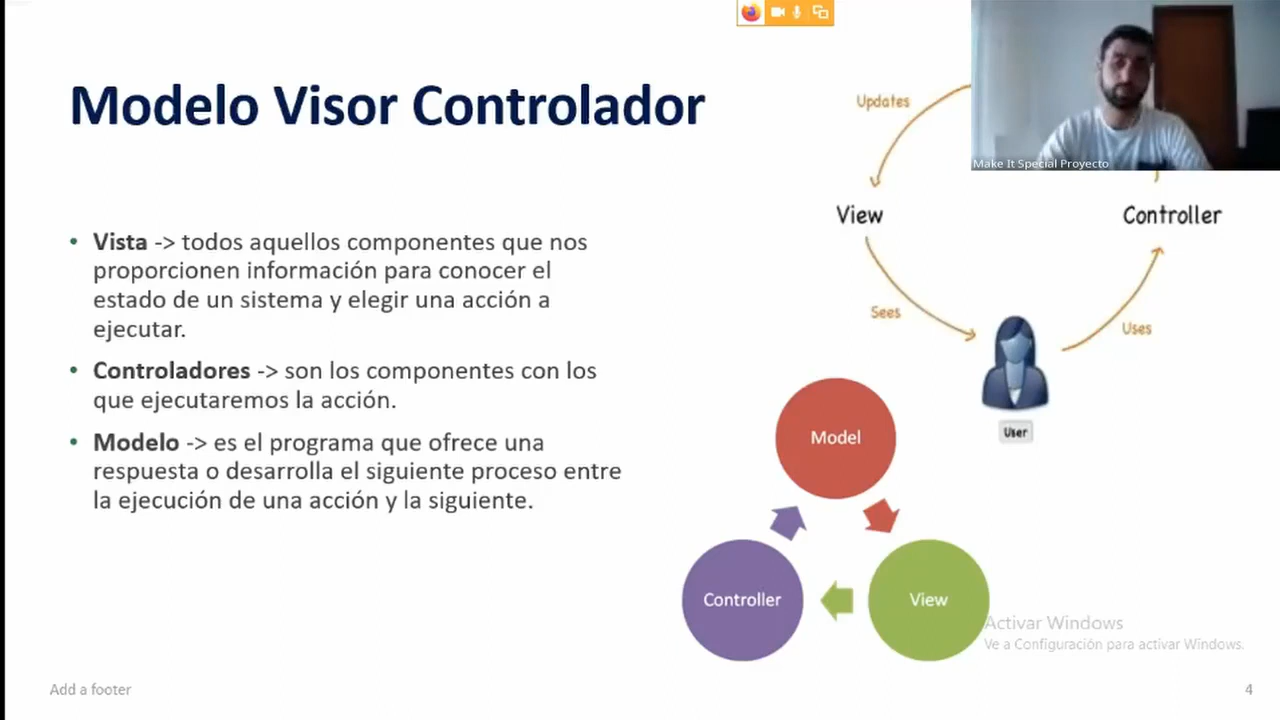 Modelo Visor Controlador
Make It Special Proyecto
Updates
View
Controller
Sees
Uses
User
• Vista -> todos aquellos componentes que nos
proporcionen información para conocer el
estado de un sistema y elegir una acción a
ejecutar.
• Controladores -> son los componentes con los
que ejecutaremos la acción.
• Modelo -> es el programa que ofrece una
respuesta o desarrolla el siguiente proceso entre
la ejecución de una acción y la siguiente.
Model
Controller
View
Activar Windows
Ve a Configuración para activar Windows.
Add a footer
4